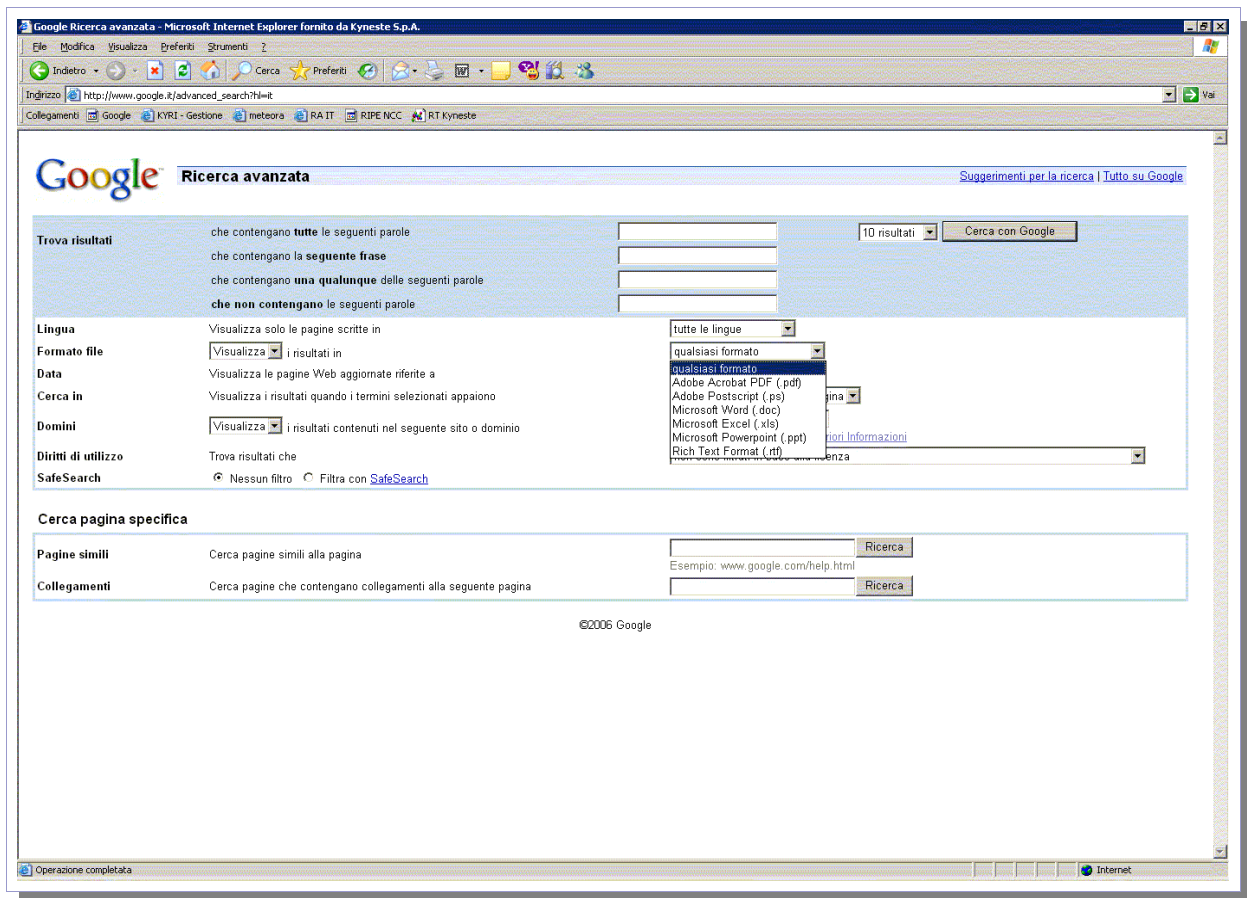 Google Ricerca avanzata - Microsoft Internet Explorer fornito da Kyneste S.p.A.
File Modifica Visualizza Preferiti Strumenti ?
Indietro Cerca Preferiti
Indirizzo http://www.google.it/advanced_search?hl=it Vai
Collegamenti Google KYRI - Gestione meteora RA IT RIPE NCC RT Kyneste
Google Ricerca avanzata Suggerimenti per la ricerca | Tutto su Google
Trova risultati che contengano tutte le seguenti parole 10 risultati Cerca con Google
che contengano la seguente frase
che contengano una qualunque delle seguenti parole
che non contengano le seguenti parole
Lingua Visualizza solo le pagine scritte in tutte le lingue
Formato file Visualizza i risultati in qualsiasi formato
qualsiasi formato
Data Visualizza le pagine Web aggiornate riferite a Adobe Acrobat PDF (.pdf)
Cerca in Visualizza i risultati quando i termini selezionati appaiono Adobe Postscript (.ps) gina
Microsoft Word (.doc)
Domini Visualizza i risultati contenuti nel seguente sito o dominio Microsoft Excel (.xls)
Microsoft Powerpoint (.ppt) riori Informazioni
Diritti di utilizzo Trova risultati che Rich Text Format (.rtf) enza
SafeSearch Nessun filtro Filtra con SafeSearch
Cerca pagina specifica
Pagine simili Cerca pagine simili alla pagina Ricerca
Esempio: www.google.com/help.html
Collegamenti Cerca pagine che contengano collegamenti alla seguente pagina Ricerca
©2006 Google
Operazione completata Internet